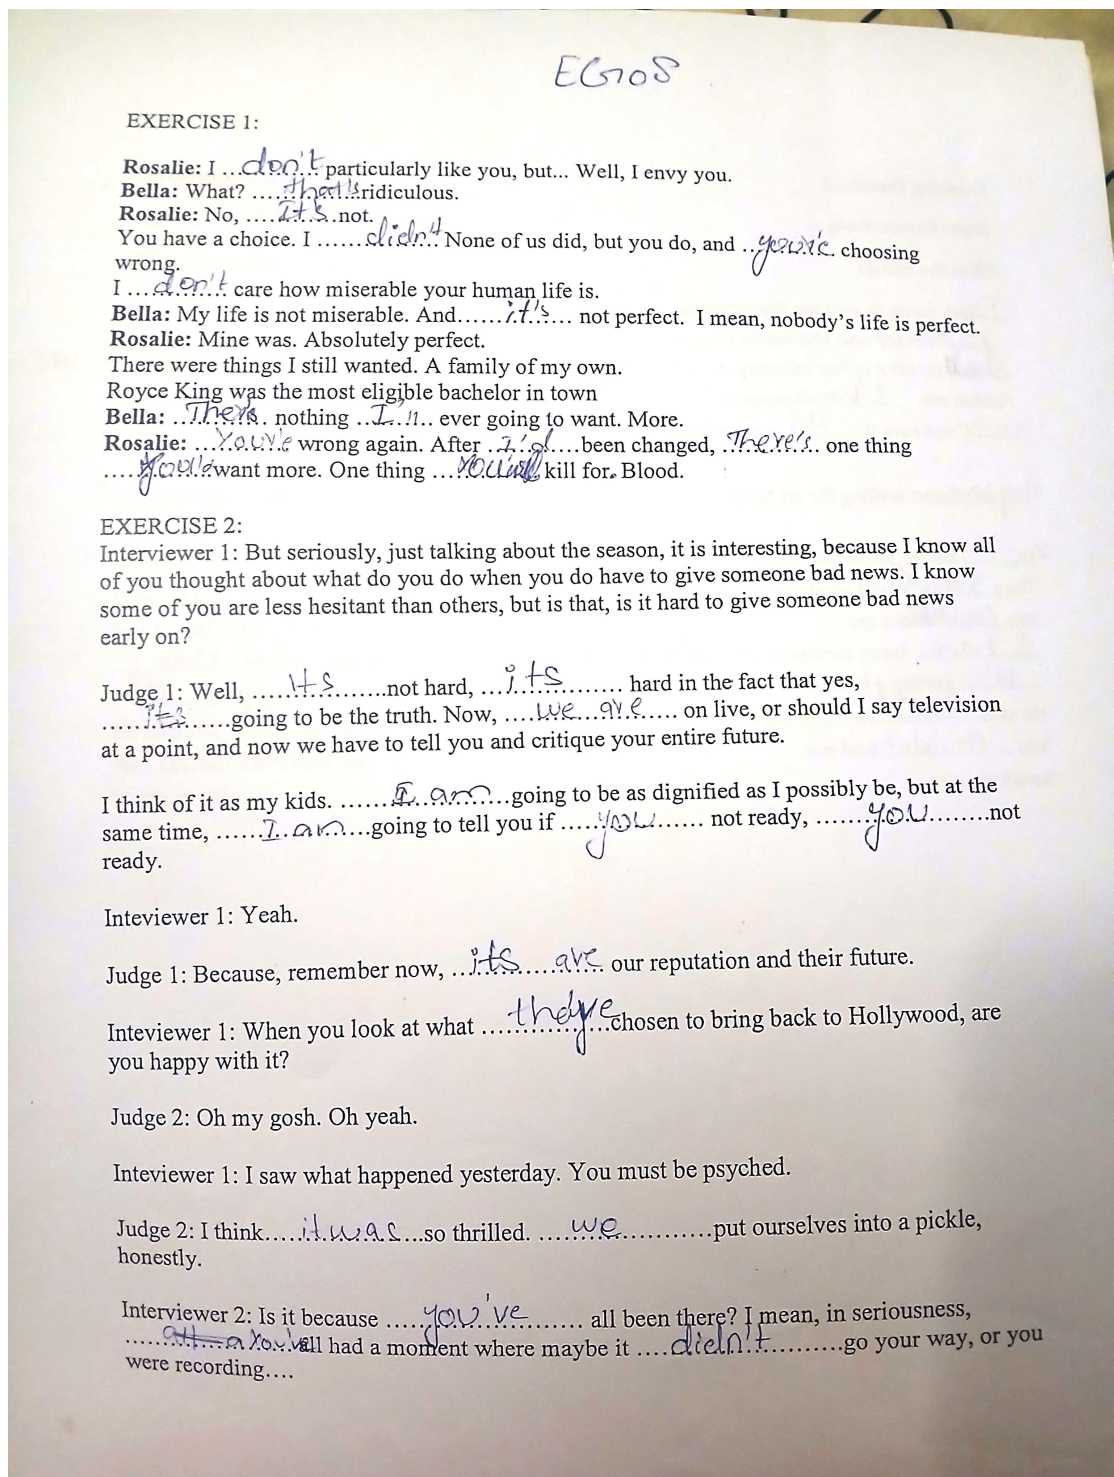 EG108
EXERCISE 1:
Rosalie: I ...don't particularly like you, but... Well, I envy you.
Bella: What? ....that's ridiculous.
Rosalie: No, ....It's..not.
You have a choice. I ......didn't None of us did, but you do, and ..you're choosing
wrong.
I ...don't care how miserable your human life is.
Bella: My life is not miserable. And......it's... not perfect. I mean, nobody's life is perfect.
Rosalie: Mine was. Absolutely perfect.
There were things I still wanted. A family of my own.
Royce King was the most eligible bachelor in town
Bella: ..There's. nothing ..I'll.. ever going to want. More.
Rosalie: ...You're wrong again. After ..I'd....been changed, ..There's.. one thing
.... want more. One thing .... kill for. Blood.
EXERCISE 2:
Interviewer 1: But seriously, just talking about the season, it is interesting, because I know all
of you thought about what do you do when you do have to give someone bad news. I know
some of you are less hesitant than others, but is that, is it hard to give someone bad news
early on?
Judge 1: Well, .....Its.......not hard, ...its......... hard in the fact that yes,
......its......going to be the truth. Now, ....we are..... on live, or should I say television
at a point, and now we have to tell you and critique your entire future.
I think of it as my kids. .......I am...going to be as dignified as I possibly be, but at the
same time, ......I am....going to tell you if .....you...... not ready, .......you........not
ready.
Inteviewer 1: Yeah.
Judge 1: Because, remember now, ...its.....are.. our reputation and their future.
Inteviewer 1: When you look at what ...they're...chosen to bring back to Hollywood, are
you happy with it?
Judge 2: Oh my gosh. Oh yeah.
Inteviewer 1: I saw what happened yesterday. You must be psyched.
Judge 2: I think.....it was...so thrilled. ....we...........put ourselves into a pickle,
honestly.
Interviewer 2: Is it because .....you've........ all been there? I mean, in seriousness,
......You've all had a moment where maybe it ....didn't..........go your way, or you
were recording....